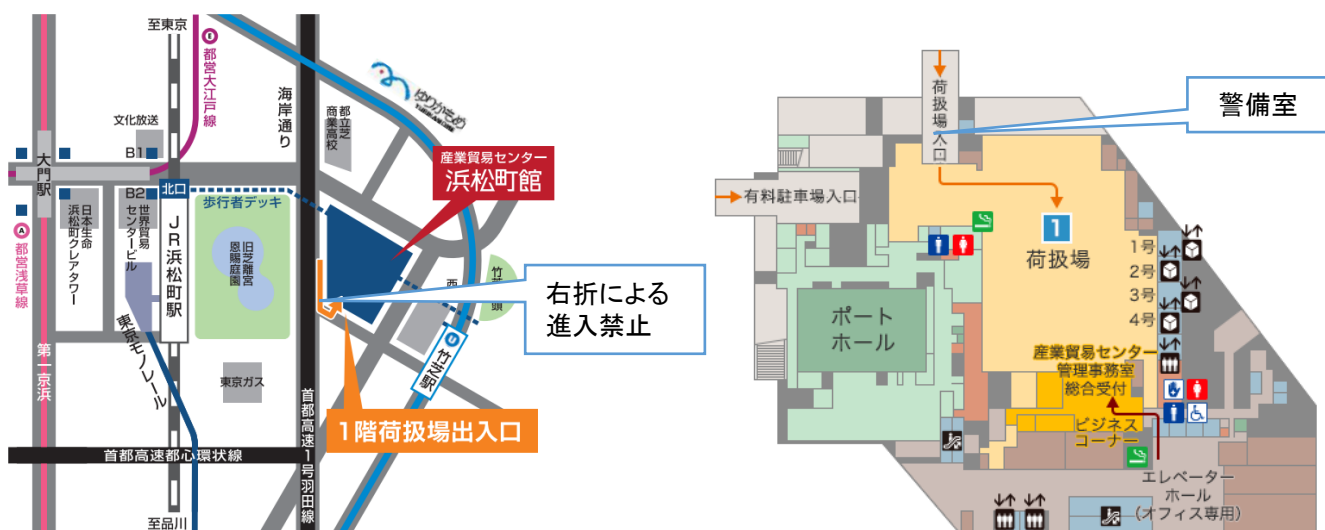 至東京
E
都営大江戸線
文化放送
B1
大門駅
A
都営浅草線
日本生命
浜松町クレアタワー
B2
世界貿易
センタービル
北口
JR浜松町駅
歩行者デッキ
旧芝離宮
恩賜庭園
東京モノレール
東京ガス
第一京浜
海岸通り
都立芝
商業高校
ゆりかもめ
産業貿易センター
浜松町館
西
竹
頭
右折による
進入禁止
U
竹芝駅
1階荷扱場出入口
首都高速都心環状線
首都高速1号羽田線
至品川
荷扱場入口
警備室
有料駐車場入口
1
荷扱場
1号
2号
3号
4号
ポート
ホール
産業貿易センター
管理事務室
総合受付
ビジネス
コーナー
エレベーター
ホール
(オフィス専用)